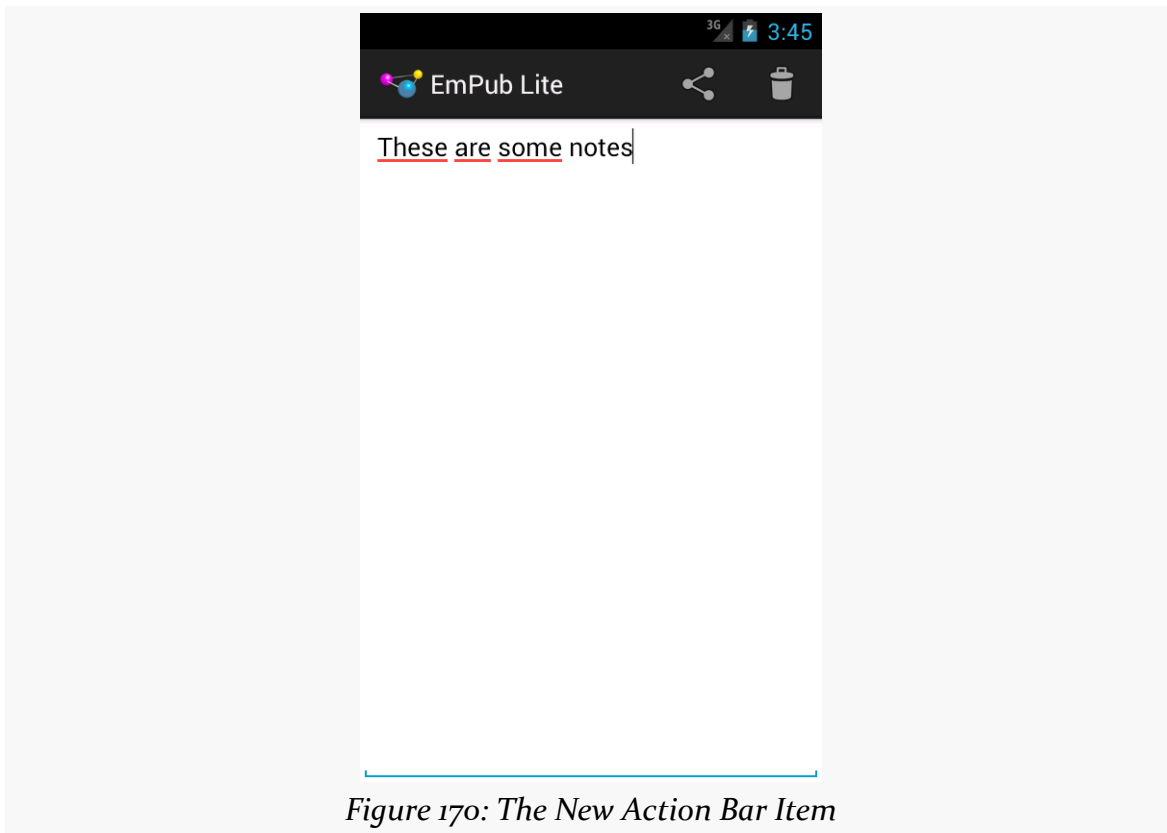 3G 3:45
EmPub Lite
These are some notes
Figure 170: The New Action Bar Item